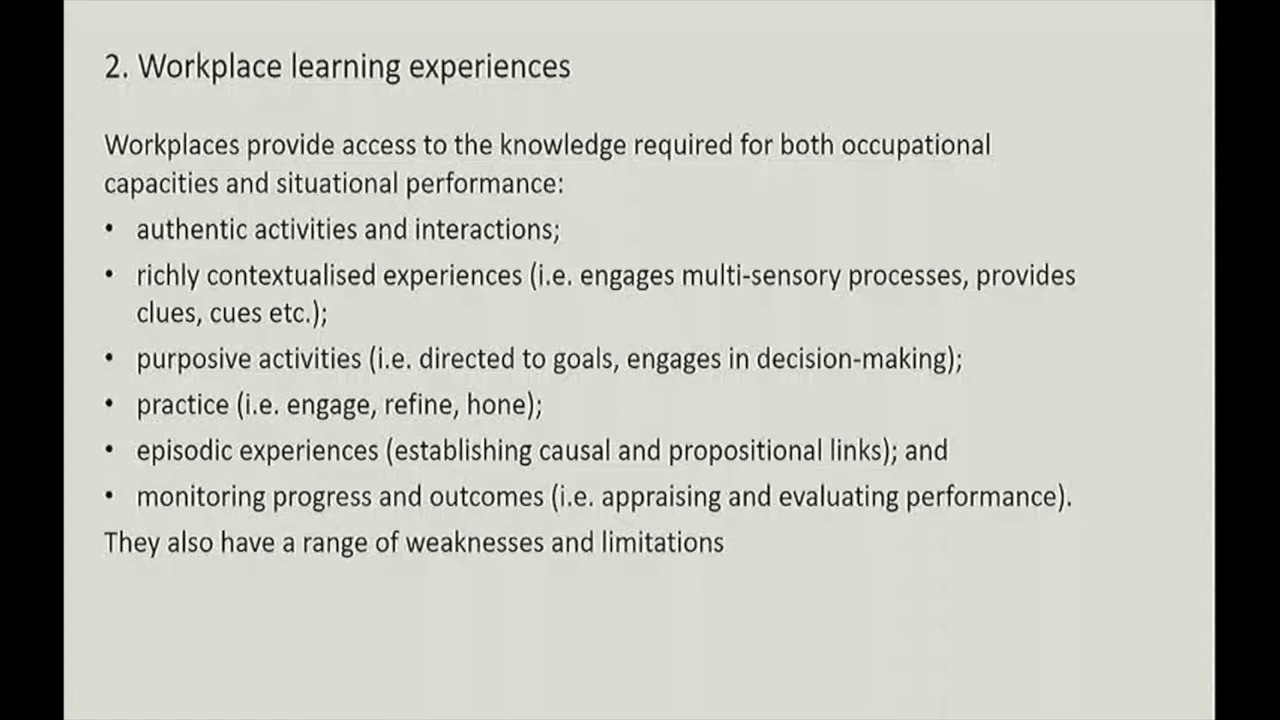 2. Workplace learning experiences
Workplaces provide access to the knowledge required for both occupational
capacities and situational performance:
• authentic activities and interactions;
• richly contextualised experiences (i.e. engages multi-sensory processes, provides
clues, cues etc.);
• purposive activities (i.e. directed to goals, engages in decision-making);
• practice (i.e. engage, refine, hone);
• episodic experiences (establishing causal and propositional links); and
• monitoring progress and outcomes (i.e. appraising and evaluating performance).
They also have a range of weaknesses and limitations